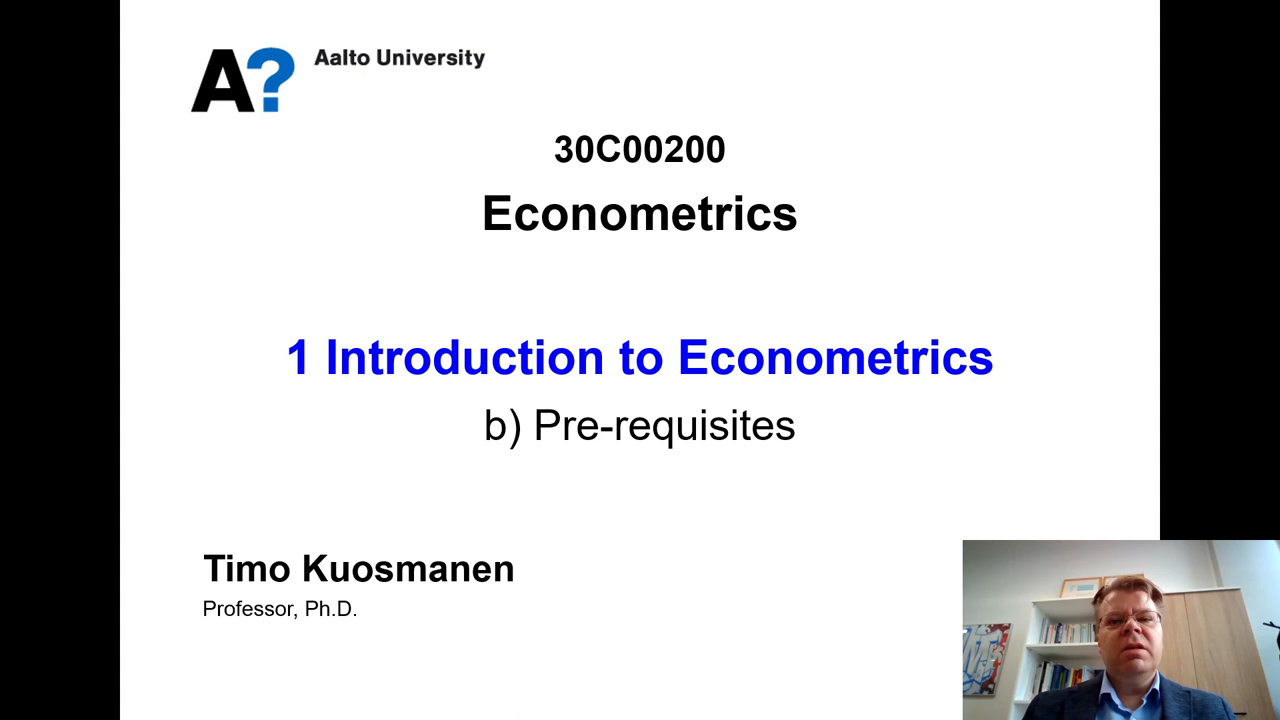 A? Aalto University
30C00200
Econometrics
1 Introduction to Econometrics
b) Pre-requisites
Timo Kuosmanen
Professor, Ph.D.